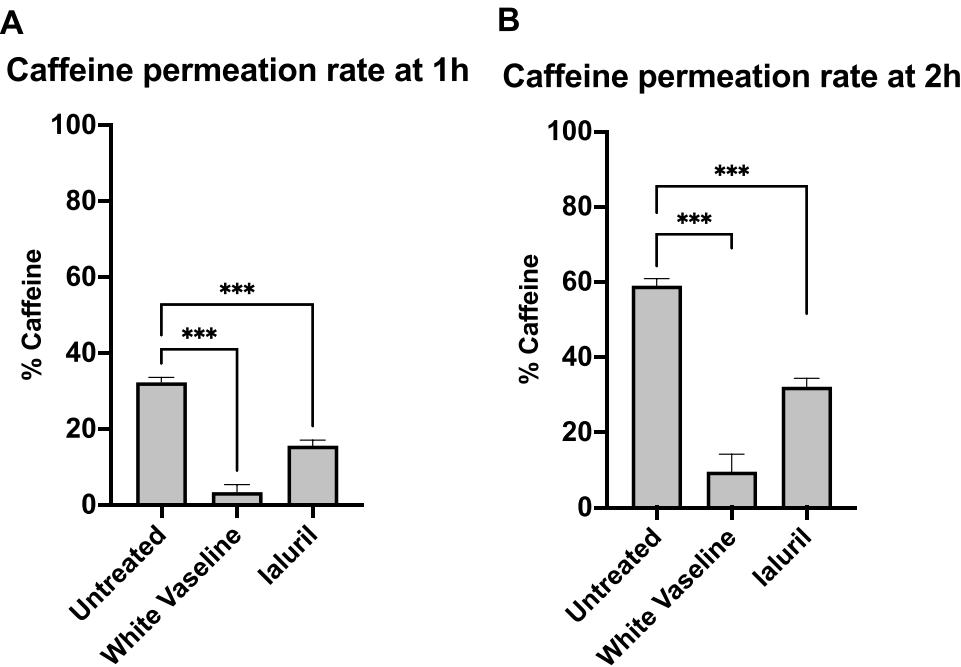 A
Caffeine permeation rate at 1h
% Caffeine
100
80
60
40
20
0
***
***
Untreated
White Vaseline
Ialuril
B
Caffeine permeation rate at 2h
% Caffeine
100
80
60
40
20
0
***
***
Untreated
White Vaseline
Ialuril